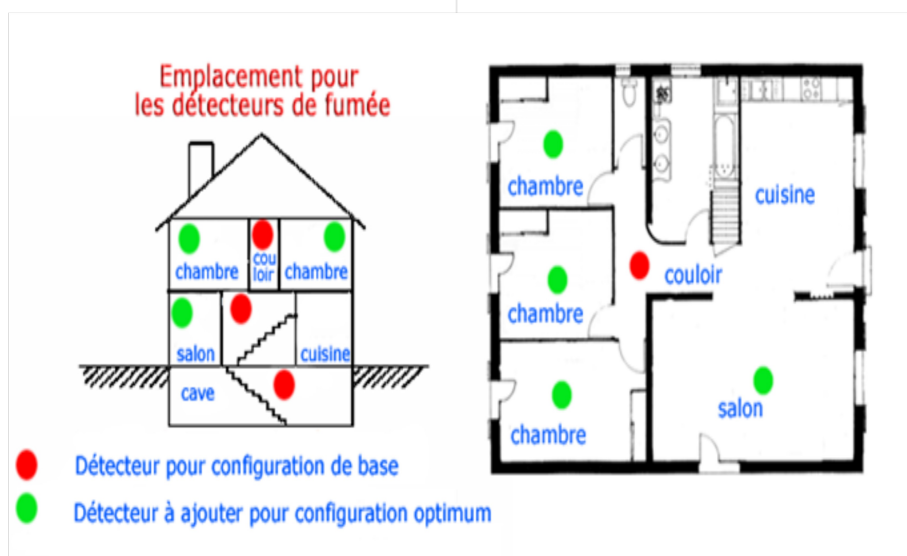 Emplacement pour
les détecteurs de fumée
chambre
cou
loir
chambre
salon
cuisine
cave
Détecteur pour configuration de base
Détecteur à ajouter pour configuration optimum
chambre
cuisine
chambre
couloir
chambre
salon